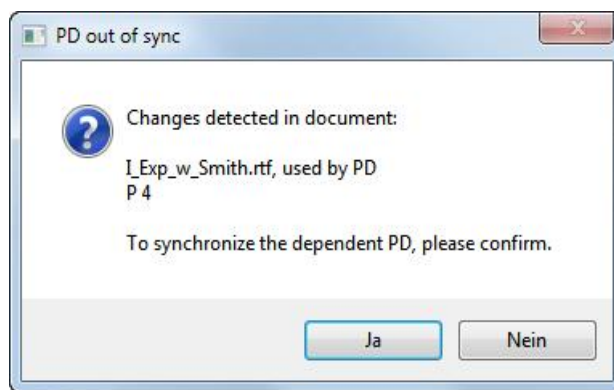 PD out of sync
Changes detected in document:
I_Exp_w_Smith.rtf, used by PD
P 4
To synchronize the dependent PD, please confirm.
Ja
Nein